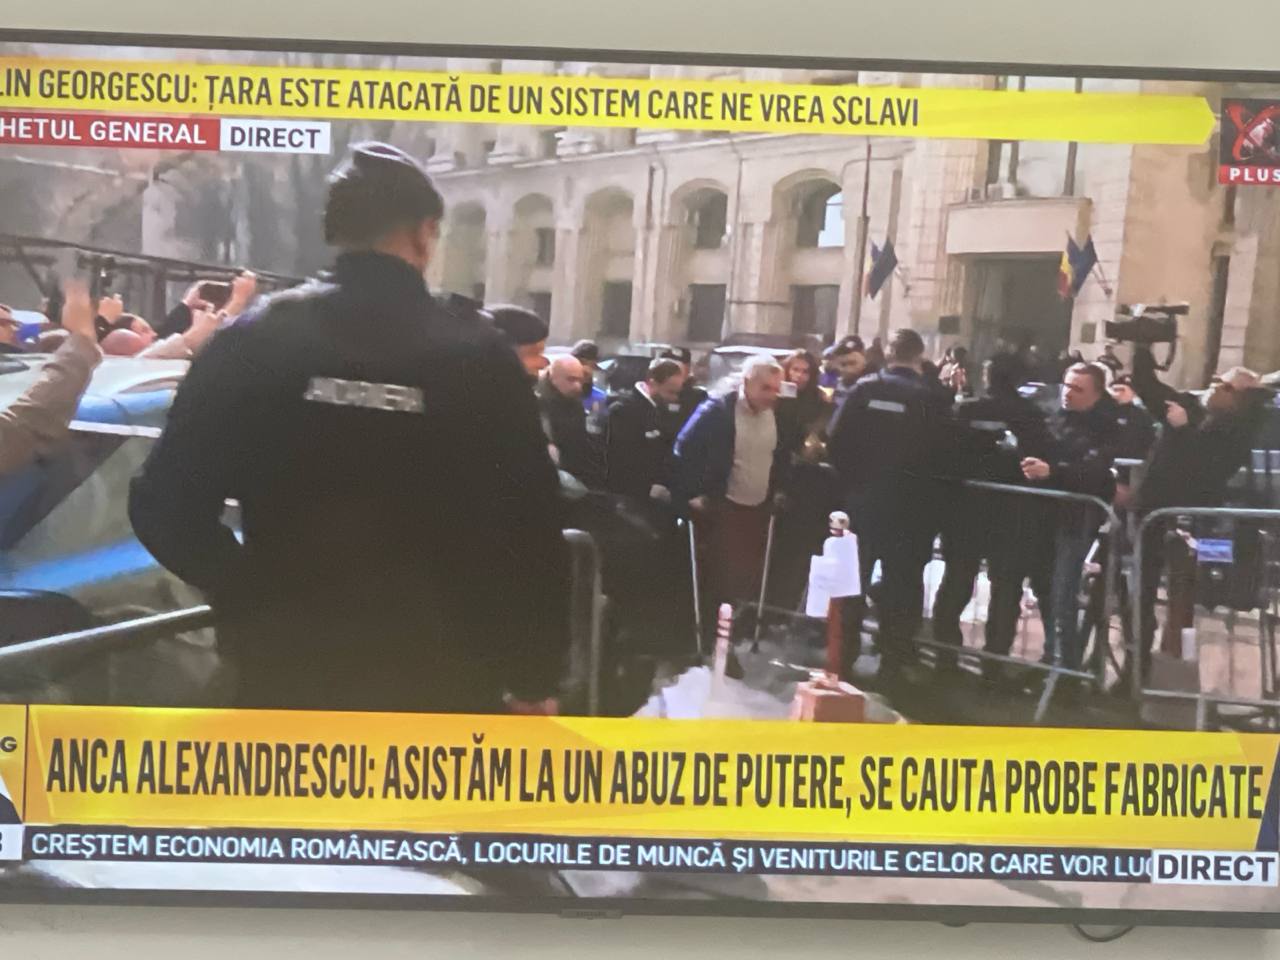 LIN GEORGESCU: ȚARA ESTE ATACATĂ DE UN SISTEM CARE NE VREA SCLAVI
HETUL GENERAL DIRECT
PLUS
JANDARMERIA
G
ANCA ALEXANDRESCU: ASISTĂM LA UN ABUZ DE PUTERE, SE CAUTA PROBE FABRICATE
CREȘTEM ECONOMIA ROMÂNEASCĂ, LOCURILE DE MUNCĂ ȘI VENITURILE CELOR CARE VOR LUC
DIRECT